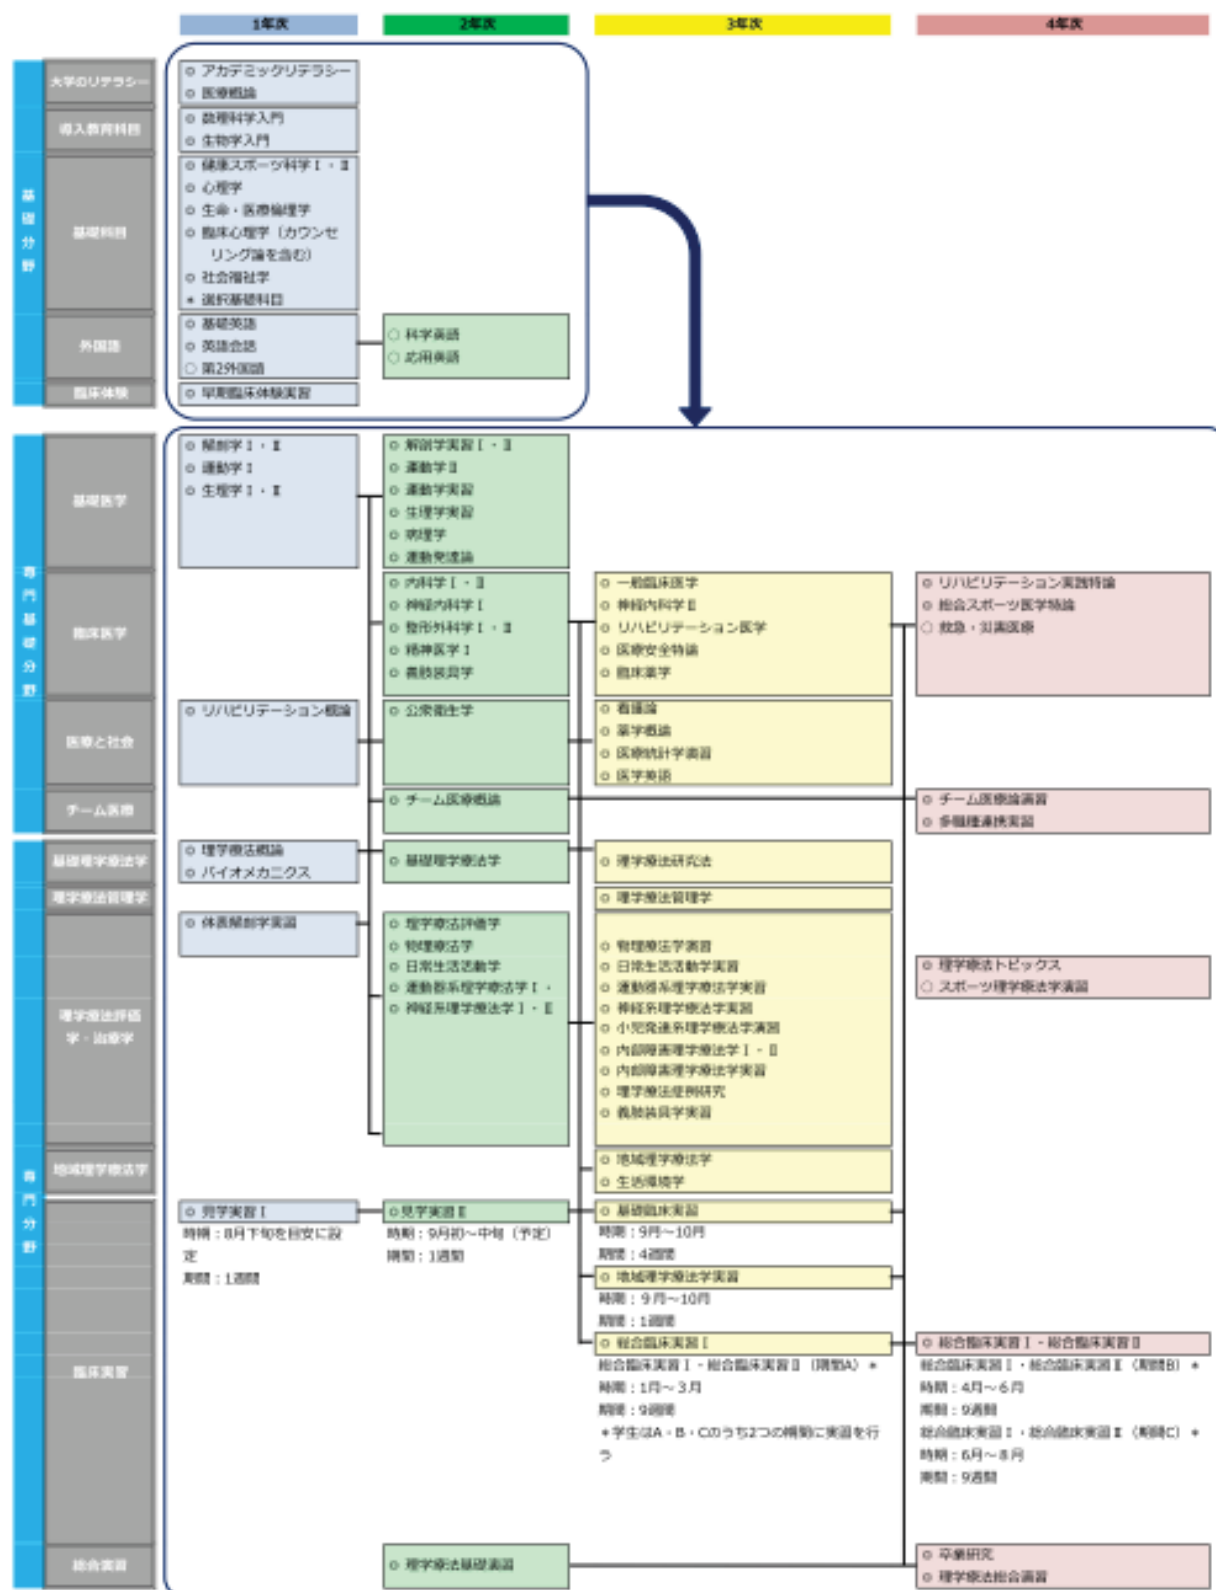 1年次
2年次
3年次
4年次
基礎分野
大学のリテラシー
◎ アカデミックリテラシー
◎ 医療概論
導入教育科目
◎ 数理科学入門
◎ 生物学入門
基礎科目
◎ 健康スポーツ科学Ⅰ・Ⅱ
◎ 心理学
◎ 生命・医療倫理学
◎ 臨床心理学（カウンセ
リング論を含む）
◎ 社会福祉学
＊ 選択基礎科目
外国語
◎ 基礎英語
◎ 英語会話
○ 第2外国語
○ 科学英語
○ 応用英語
臨床体験
◎ 早期臨床体験実習
専門基礎分野
基礎医学
◎ 解剖学Ⅰ・Ⅱ
◎ 運動学Ⅰ
◎ 生理学Ⅰ・Ⅱ
◎ 解剖学実習Ⅰ・Ⅱ
◎ 運動学Ⅱ
◎ 運動学実習
◎ 生理学実習
◎ 病理学
◎ 運動発達論
臨床医学
◎ 内科学Ⅰ・Ⅱ
◎ 神経内科学Ⅰ
◎ 整形外科学Ⅰ・Ⅱ
◎ 精神医学Ⅰ
◎ 義肢装具学
◎ 一般臨床医学
◎ 神経内科学Ⅱ
◎ リハビリテーション医学
◎ 医療安全特論
◎ 臨床薬学
◎ リハビリテーション実践特論
◎ 総合スポーツ医学特論
○ 救急・災害医療
医療と社会
◎ リハビリテーション概論
◎ 公衆衛生学
◎ 看護論
◎ 薬学概論
◎ 医療統計学演習
◎ 医学英語
チーム医療
◎ チーム医療概論
◎ チーム医療論演習
◎ 多職種連携実習
専門分野
基礎理学療法学
◎ 理学療法概論
◎ バイオメカニクス
◎ 基礎理学療法学
◎ 理学療法研究法
理学療法管理学
◎ 理学療法管理学
理学療法評価
学・治療学
◎ 体表解剖学実習
◎ 理学療法評価学
◎ 物理療法学
◎ 日常生活活動学
◎ 運動器系理学療法学Ⅰ・
◎ 神経系理学療法学Ⅰ・Ⅱ
◎ 物理療法学演習
◎ 日常生活活動学実習
◎ 運動器系理学療法学実習
◎ 神経系理学療法学実習
◎ 小児発達系理学療法学演習
◎ 内部障害理学療法学Ⅰ・Ⅱ
◎ 内部障害理学療法学実習
◎ 理学療法症例研究
◎ 義肢装具学実習
◎ 理学療法トピックス
○ スポーツ理学療法学演習
地域理学療法学
◎ 地域理学療法学
◎ 生活環境学
臨床実習
◎ 見学実習Ⅰ
時期：8月下旬を目安に設
定
期間：1週間
◎見学実習Ⅱ
時期：9月初～中旬（予定）
期間：1週間
◎ 基礎臨床実習
時期：9月～10月
期間：4週間
◎ 地域理学療法学実習
時期：9月～10月
期間：1週間
◎ 総合臨床実習Ⅰ
総合臨床実習Ⅰ・総合臨床実習Ⅱ（期間A）＊
時期：1月～3月
期間：9週間
＊学生はA・B・Cのうち2つの期間に実習を行
う
◎ 総合臨床実習Ⅰ・総合臨床実習Ⅱ
総合臨床実習Ⅰ・総合臨床実習Ⅱ（期間B）＊
時期：4月～6月
期間：9週間
総合臨床実習Ⅰ・総合臨床実習Ⅱ（期間C）＊
時期：6月～8月
期間：9週間
総合演習
◎ 理学療法基礎演習
◎ 卒業研究
◎ 理学療法総合演習